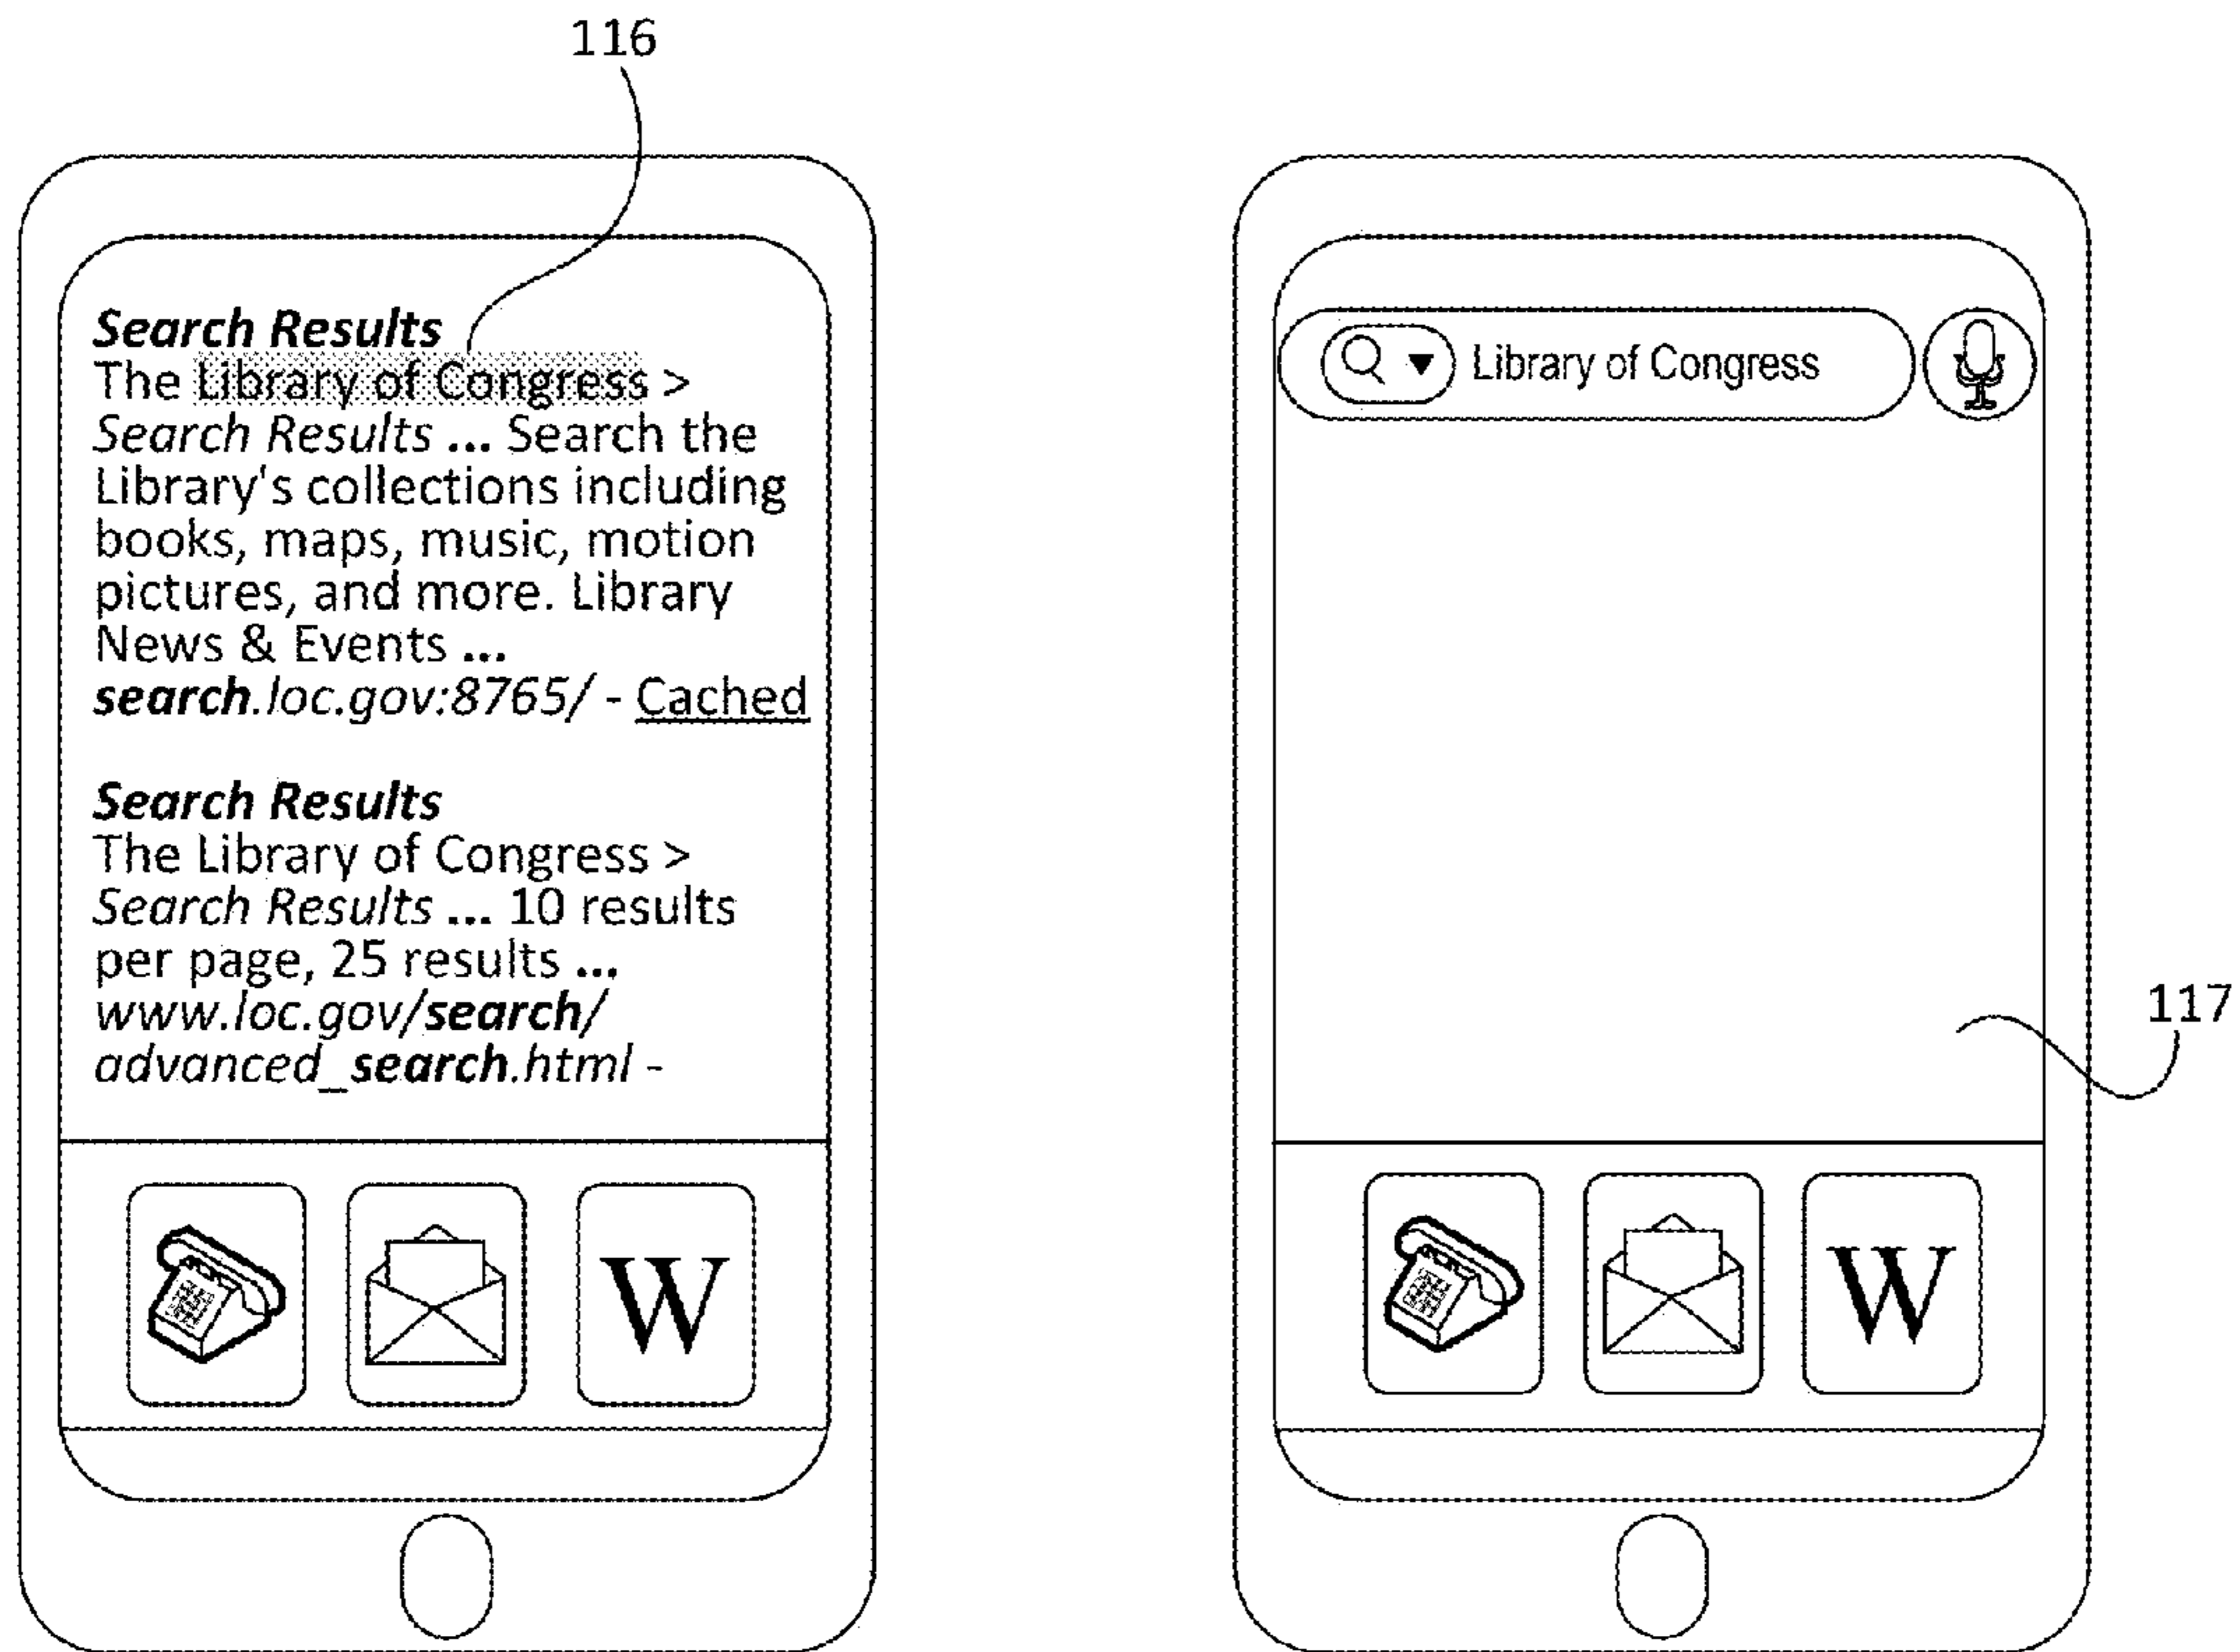 116
Search Results
The Library of Congress >
Search Results ... Search the
Library's collections including
books, maps, music, motion
pictures, and more. Library
News & Events ...
search.loc.gov:8765/ - Cached
Search Results
The Library of Congress >
Search Results ... 10 results
per page, 25 results ...
www.loc.gov/search/
advanced_search.html -
W
Library of Congress
117
W